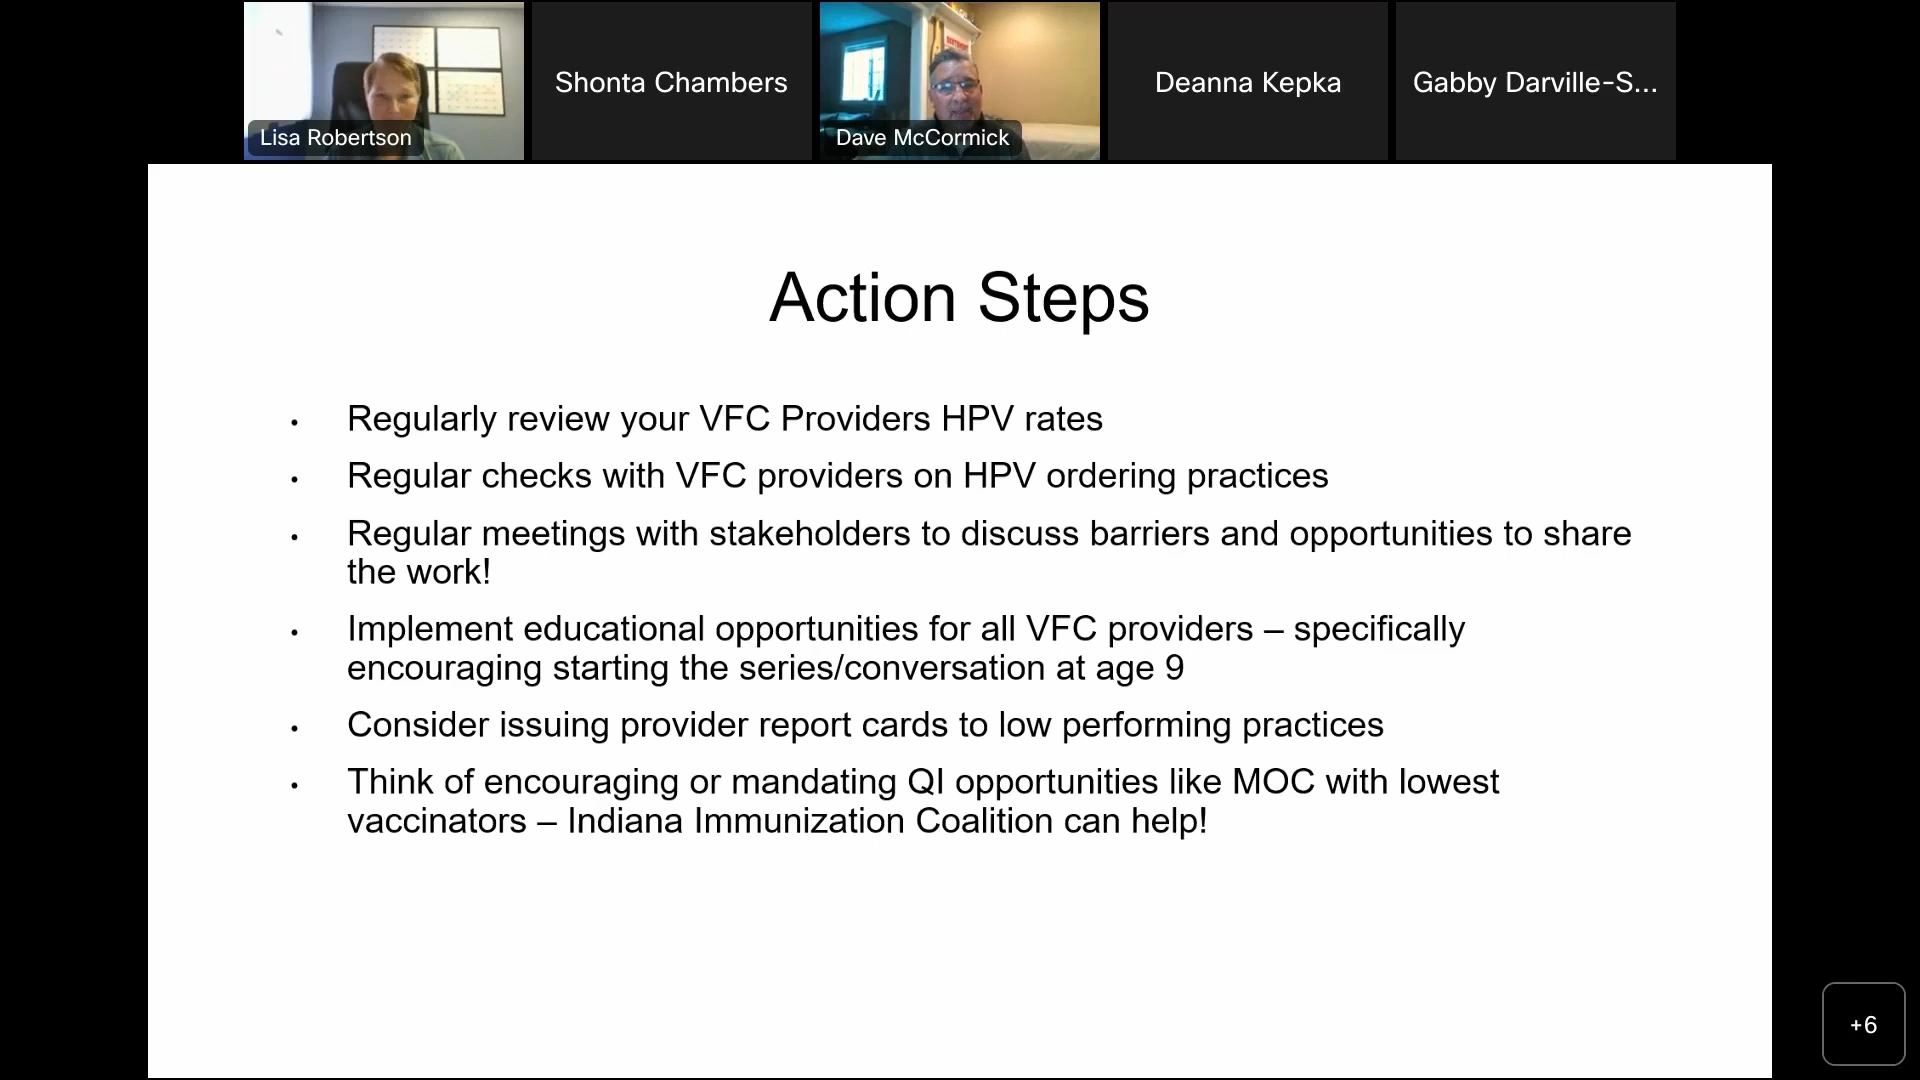 Lisa Robertson
Shonta Chambers
Dave McCormick
Deanna Kepka
Gabby Darville-S...
Action Steps
• Regularly review your VFC Providers HPV rates
• Regular checks with VFC providers on HPV ordering practices
• Regular meetings with stakeholders to discuss barriers and opportunities to share
the work!
• Implement educational opportunities for all VFC providers – specifically
encouraging starting the series/conversation at age 9
• Consider issuing provider report cards to low performing practices
• Think of encouraging or mandating QI opportunities like MOC with lowest
vaccinators – Indiana Immunization Coalition can help!
+6